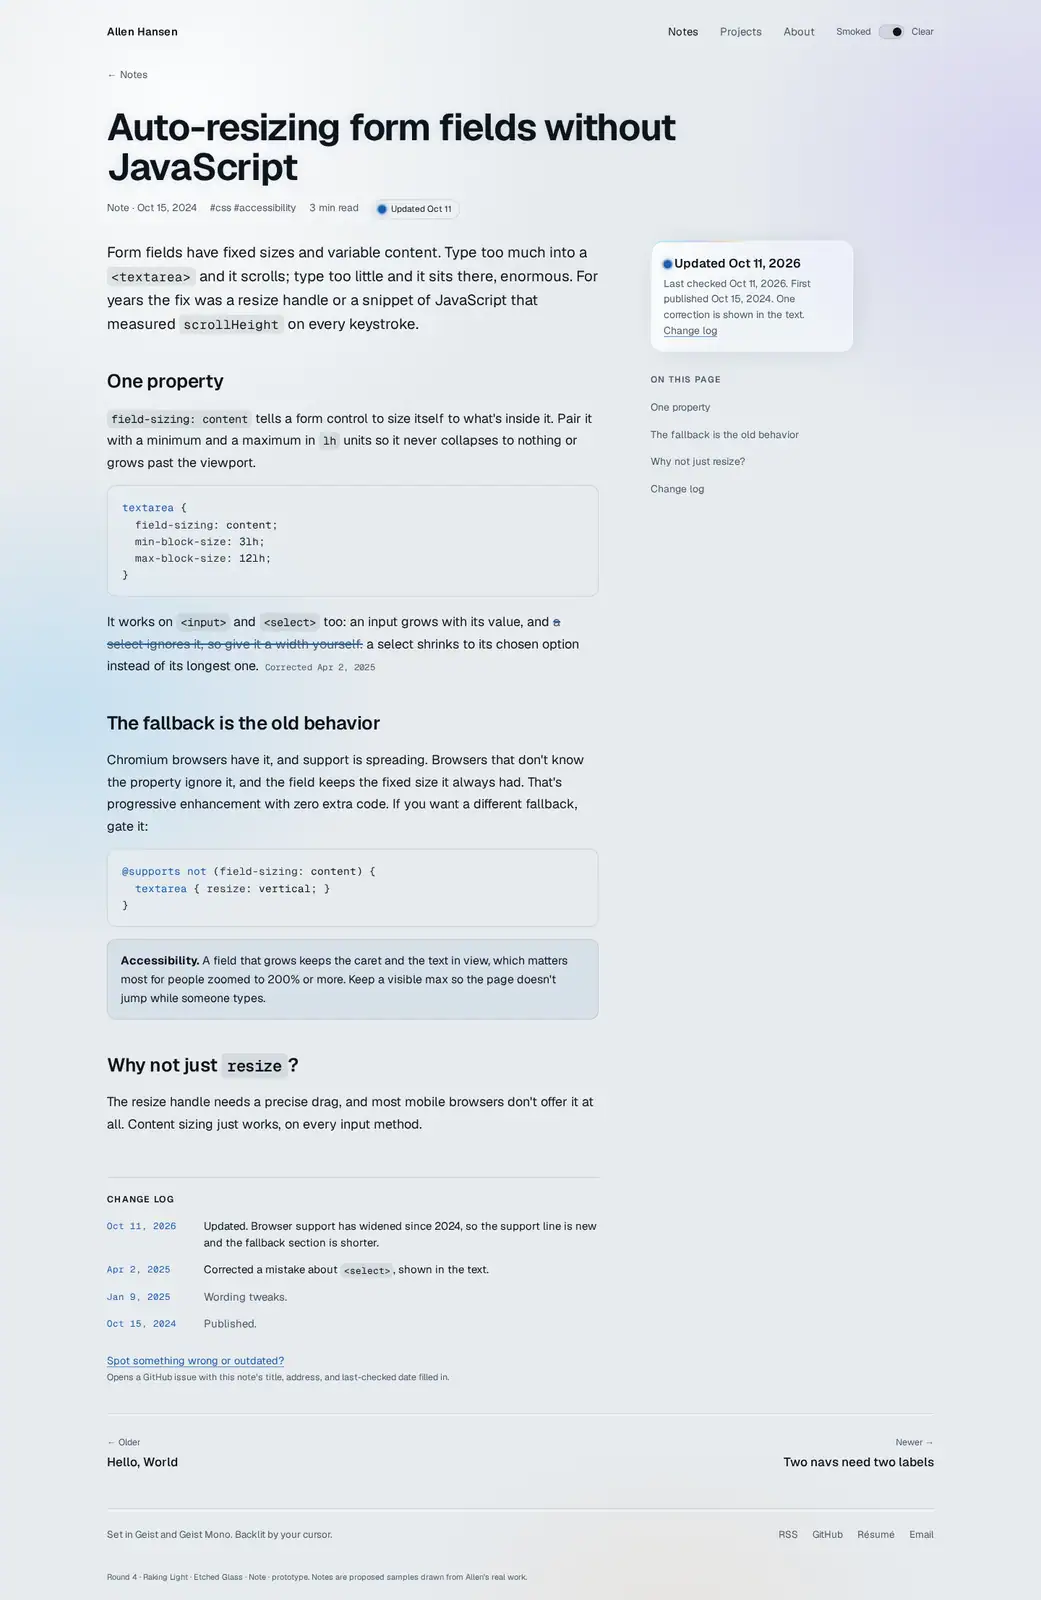 Allen Hansen
Notes Projects About Smoked Clear
← Notes
Auto-resizing form fields without
JavaScript
Note · Oct 15, 2024 #css #accessibility 3 min read Updated Oct 11
Form fields have fixed sizes and variable content. Type too much into a
<textarea> and it scrolls; type too little and it sits there, enormous. For
years the fix was a resize handle or a snippet of JavaScript that
measured scrollHeight on every keystroke.
Updated Oct 11, 2026
Last checked Oct 11, 2026. First
published Oct 15, 2024. One
correction is shown in the text.
Change log
ON THIS PAGE
One property
The fallback is the old behavior
Why not just resize?
Change log
One property
field-sizing: content tells a form control to size itself to what's inside it. Pair it
with a minimum and a maximum in lh units so it never collapses to nothing or
grows past the viewport.
textarea {
  field-sizing: content;
  min-block-size: 3lh;
  max-block-size: 12lh;
}
It works on <input> and <select> too: an input grows with its value, and a
select ignores it, so give it a width yourself. a select shrinks to its chosen option
instead of its longest one. Corrected Apr 2, 2025
The fallback is the old behavior
Chromium browsers have it, and support is spreading. Browsers that don't know
the property ignore it, and the field keeps the fixed size it always had. That's
progressive enhancement with zero extra code. If you want a different fallback,
gate it:
@supports not (field-sizing: content) {
  textarea { resize: vertical; }
}
Accessibility. A field that grows keeps the caret and the text in view, which matters
most for people zoomed to 200% or more. Keep a visible max so the page doesn't
jump while someone types.
Why not just resize?
The resize handle needs a precise drag, and most mobile browsers don't offer it at
all. Content sizing just works, on every input method.
CHANGE LOG
Oct 11, 2026 Updated. Browser support has widened since 2024, so the support line is new
and the fallback section is shorter.
Apr 2, 2025 Corrected a mistake about <select>, shown in the text.
Jan 9, 2025 Wording tweaks.
Oct 15, 2024 Published.
Spot something wrong or outdated?
Opens a GitHub issue with this note's title, address, and last-checked date filled in.
← Older
Hello, World
Newer →
Two navs need two labels
Set in Geist and Geist Mono. Backlit by your cursor.
RSS GitHub Résumé Email
Round 4 · Raking Light · Etched Glass · Note · prototype. Notes are proposed samples drawn from Allen's real work.